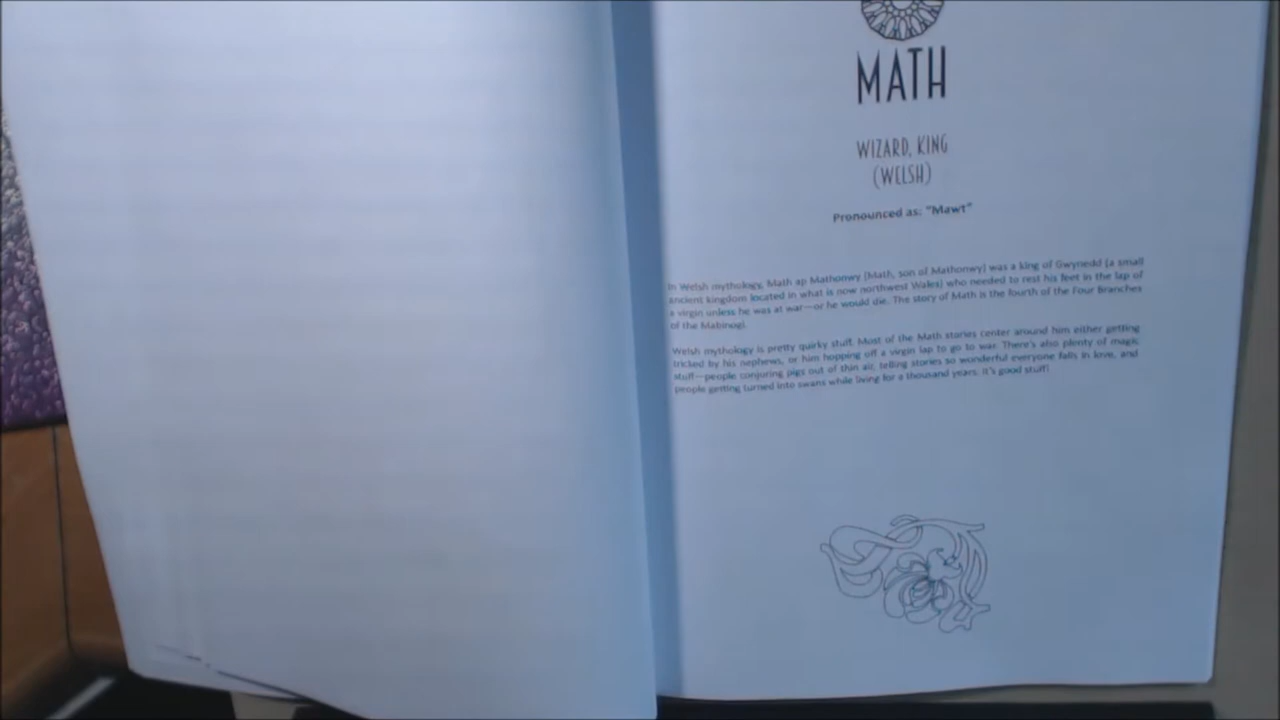 MATH
WIZARD, KING
(WELSH)
Pronounced as: "Mawt"
In Welsh mythology, Math ap Mathonwy (Math, son of Mathonwy) was a king of Gwynedd (a small
ancient kingdom located in what is now northwest Wales) who needed to rest his feet in the lap of
a virgin unless he was at war—or he would die. The story of Math is the fourth of the Four Branches
of the Mabinogi.
Welsh mythology is pretty quirky stuff. Most of the Math stories center around him either getting
tricked by his nephews, or him hopping off a virgin lap to go to war. There's also plenty of magic
stuff—people conjuring pigs out of thin air, telling stories so wonderful everyone falls in love, and
people getting turned into swans while living for a thousand years. It's good stuff!